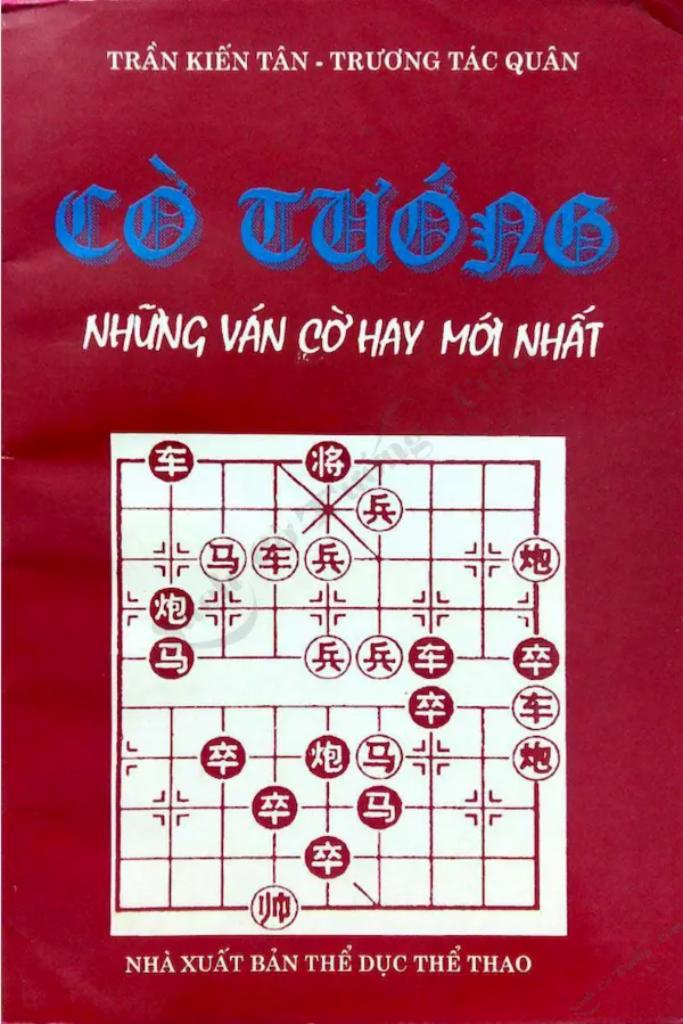 TRẦN KIẾN TÂN - TRƯƠNG TÁC QUÂN
CÒ TƯỚNG
NHỮNG VÁN CỜ HAY MỚI NHẤT
车 将
兵
马 车 兵 炮
炮
马 兵 兵 车 卒
卒 车
卒 炮 马 炮
卒 马
卒
帅
NHÀ XUẤT BẢN THỂ DỤC THỂ THAO